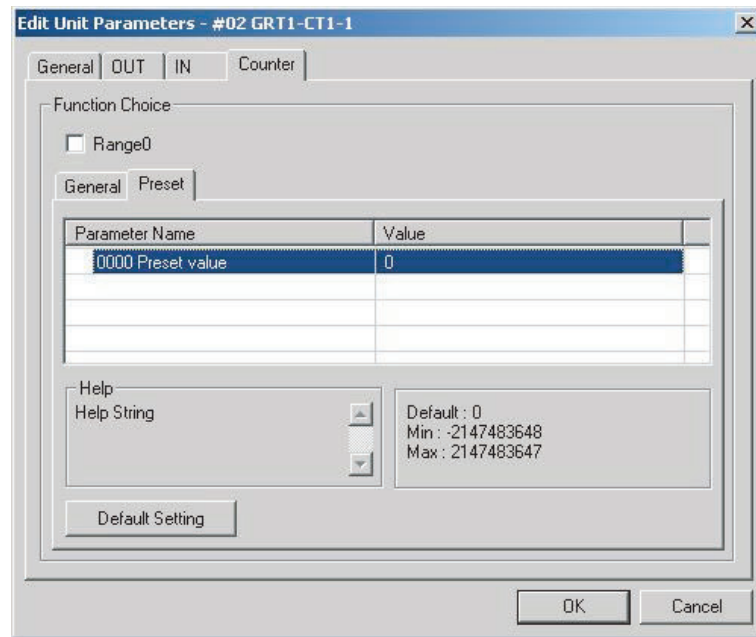 Edit Unit Parameters - #02 GRT1-CT1-1
General OUT IN Counter
Function Choice
Range0
General Preset
Parameter Name Value
0000 Preset value 0
Help
Help String
Default : 0
Min : -2147483648
Max : 2147483647
Default Setting
OK Cancel